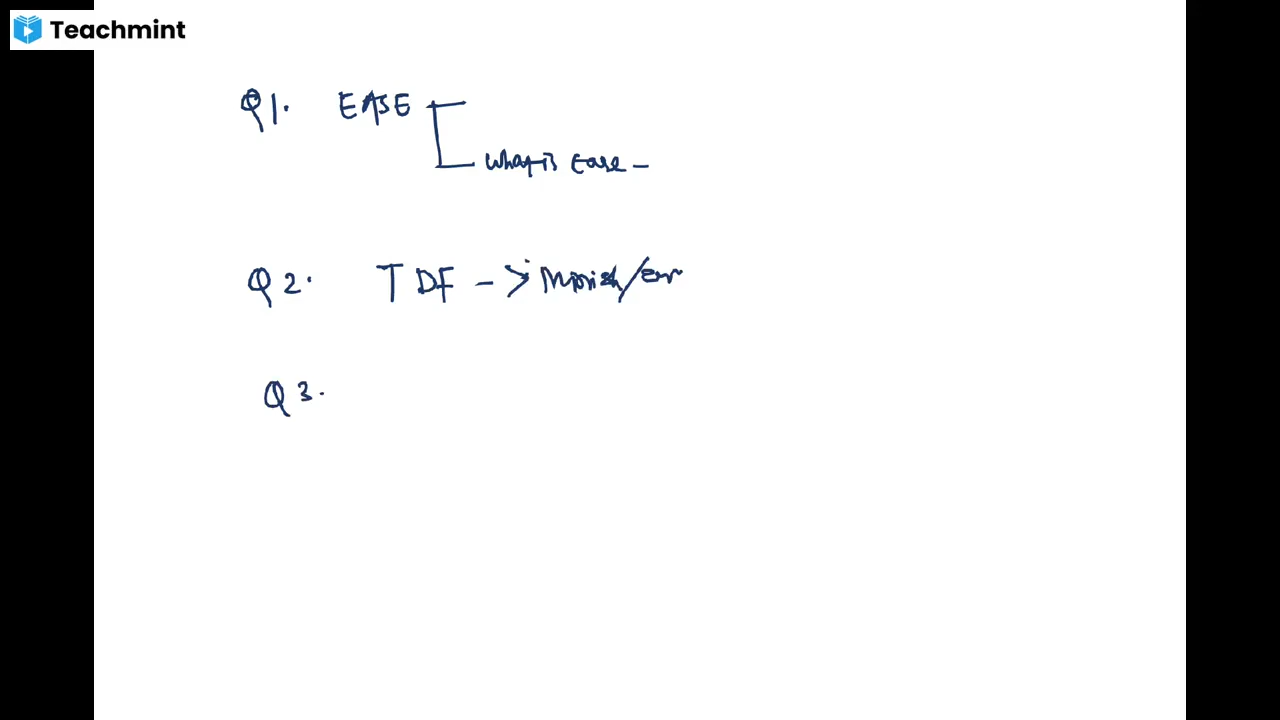 Teachmint
Q1. EASE
What is Ease -
Q2. TDF ->
Q3.